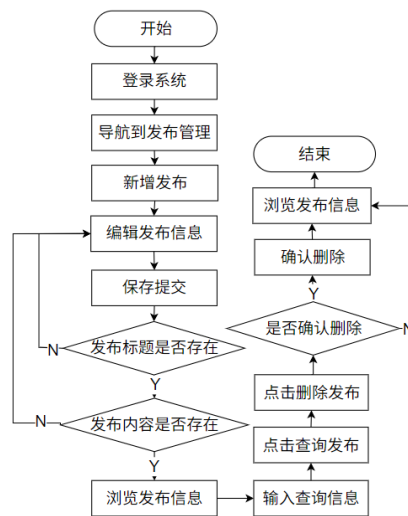 开始
登录系统
导航到发布管理
新增发布
编辑发布信息
保存提交
发布标题是否存在
N
Y
发布内容是否存在
N
Y
浏览发布信息
输入查询信息
点击查询发布
点击删除发布
是否确认删除
N
Y
确认删除
浏览发布信息
结束